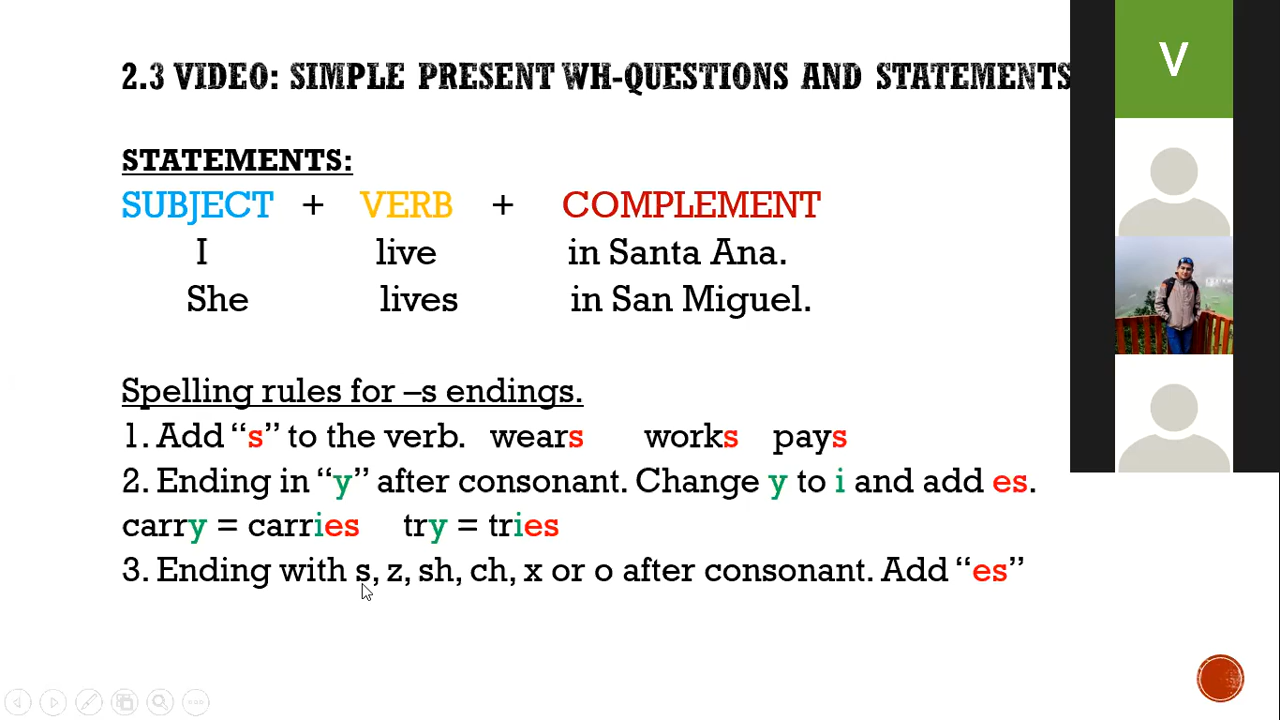 2.3 VIDEO: SIMPLE PRESENT WH-QUESTIONS AND STATEMENTS
V
STATEMENTS:
SUBJECT + VERB + COMPLEMENT
I live in Santa Ana.
She lives in San Miguel.
Spelling rules for –s endings.
1. Add “s” to the verb. wears works pays
2. Ending in “y” after consonant. Change y to i and add es.
carry = carries try = tries
3. Ending with s, z, sh, ch, x or o after consonant. Add “es”